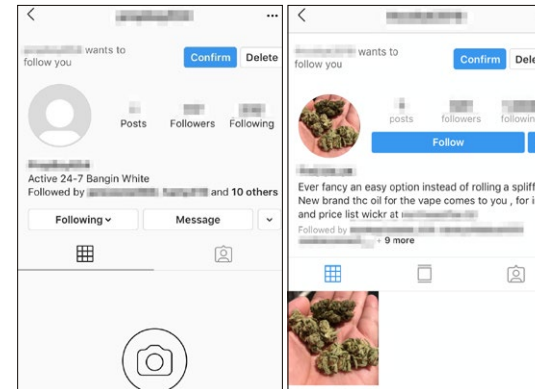 wants to
follow you
Confirm
Delete
Posts
Followers
Following
Active 24-7 Bangin White
Followed by
and 10 others
Following
Message
wants to
follow you
Confirm
Dele
posts
followers
followin
Follow
Ever fancy an easy option instead of rolling a spliff
New brand thc oil for the vape comes to you , for i
and price list wickr at
Followed by
+ 9 more